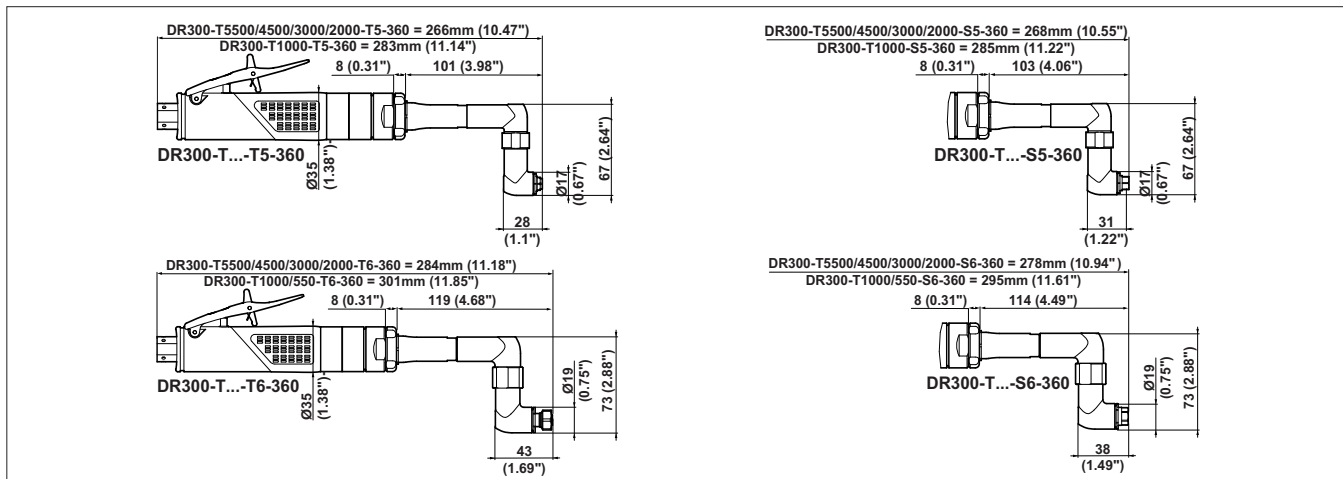 DR300-T5500/4500/3000/2000-T5-360 = 266mm (10.47")
DR300-T1000-T5-360 = 283mm (11.14")
8 (0.31")
101 (3.98")
DR300-T...-T5-360
Ø35
(1.38")
Ø17
(0.67")
67 (2.64")
28
(1.1")
DR300-T5500/4500/3000/2000-S5-360 = 268mm (10.55")
DR300-T1000-S5-360 = 285mm (11.22")
8 (0.31")
103 (4.06")
DR300-T...-S5-360
Ø17
(0.67")
67 (2.64")
31
(1.22")
DR300-T5500/4500/3000/2000-T6-360 = 284mm (11.18")
DR300-T1000/550-T6-360 = 301mm (11.85")
8 (0.31")
119 (4.68")
DR300-T...-T6-360
Ø35
(1.38")
Ø19
(0.75")
73 (2.88")
43
(1.69")
DR300-T5500/4500/3000/2000-S6-360 = 278mm (10.94")
DR300-T1000/550-S6-360 = 295mm (11.61")
8 (0.31")
114 (4.49")
DR300-T...-S6-360
Ø19
(0.75")
73 (2.88")
38
(1.49")